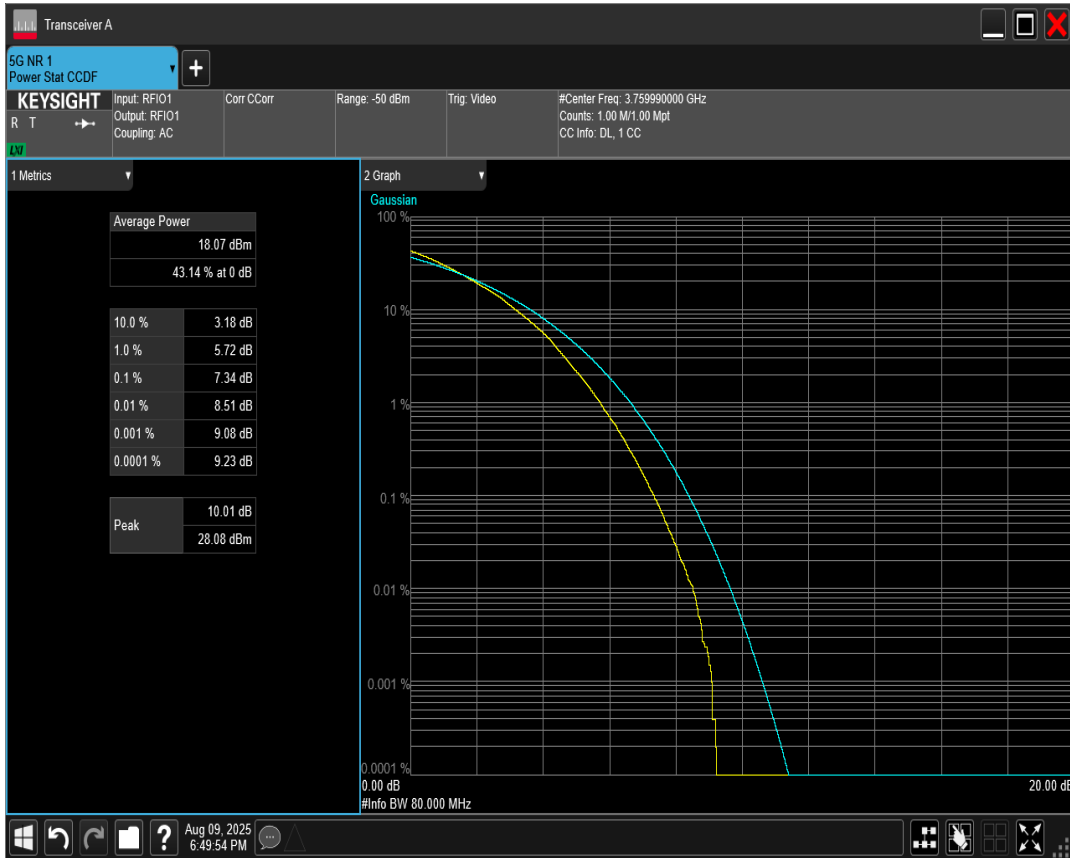 Transceiver A
5G NR 1
Power Stat CCDF
KEYSIGHT
R T
LXI
Input: RFIO1
Output: RFIO1
Coupling: AC
Corr CCorr
Range: -50 dBm
Trig: Video
#Center Freq: 3.759990000 GHz
Counts: 1.00 M/1.00 Mpt
CC Info: DL, 1 CC
1 Metrics
Average Power
18.07 dBm
43.14 % at 0 dB
10.0 % 3.18 dB
1.0 % 5.72 dB
0.1 % 7.34 dB
0.01 % 8.51 dB
0.001 % 9.08 dB
0.0001 % 9.23 dB
Peak
10.01 dB
28.08 dBm
2 Graph
Gaussian
100 %
10 %
1 %
0.1 %
0.01 %
0.001 %
0.0001 %
0.00 dB
20.00 dB
#Info BW 80.000 MHz
?
Aug 09, 2025
6:49:54 PM